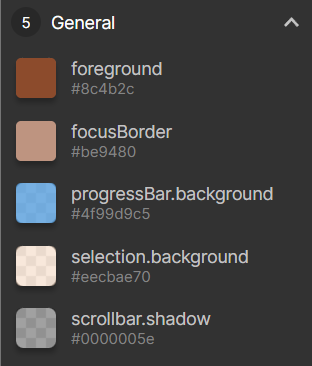 5 General
foreground
#8c4b2c
focusBorder
#be9480
progressBar.background
#4f99d9c5
selection.background
#eecbae70
scrollbar.shadow
#0000005e